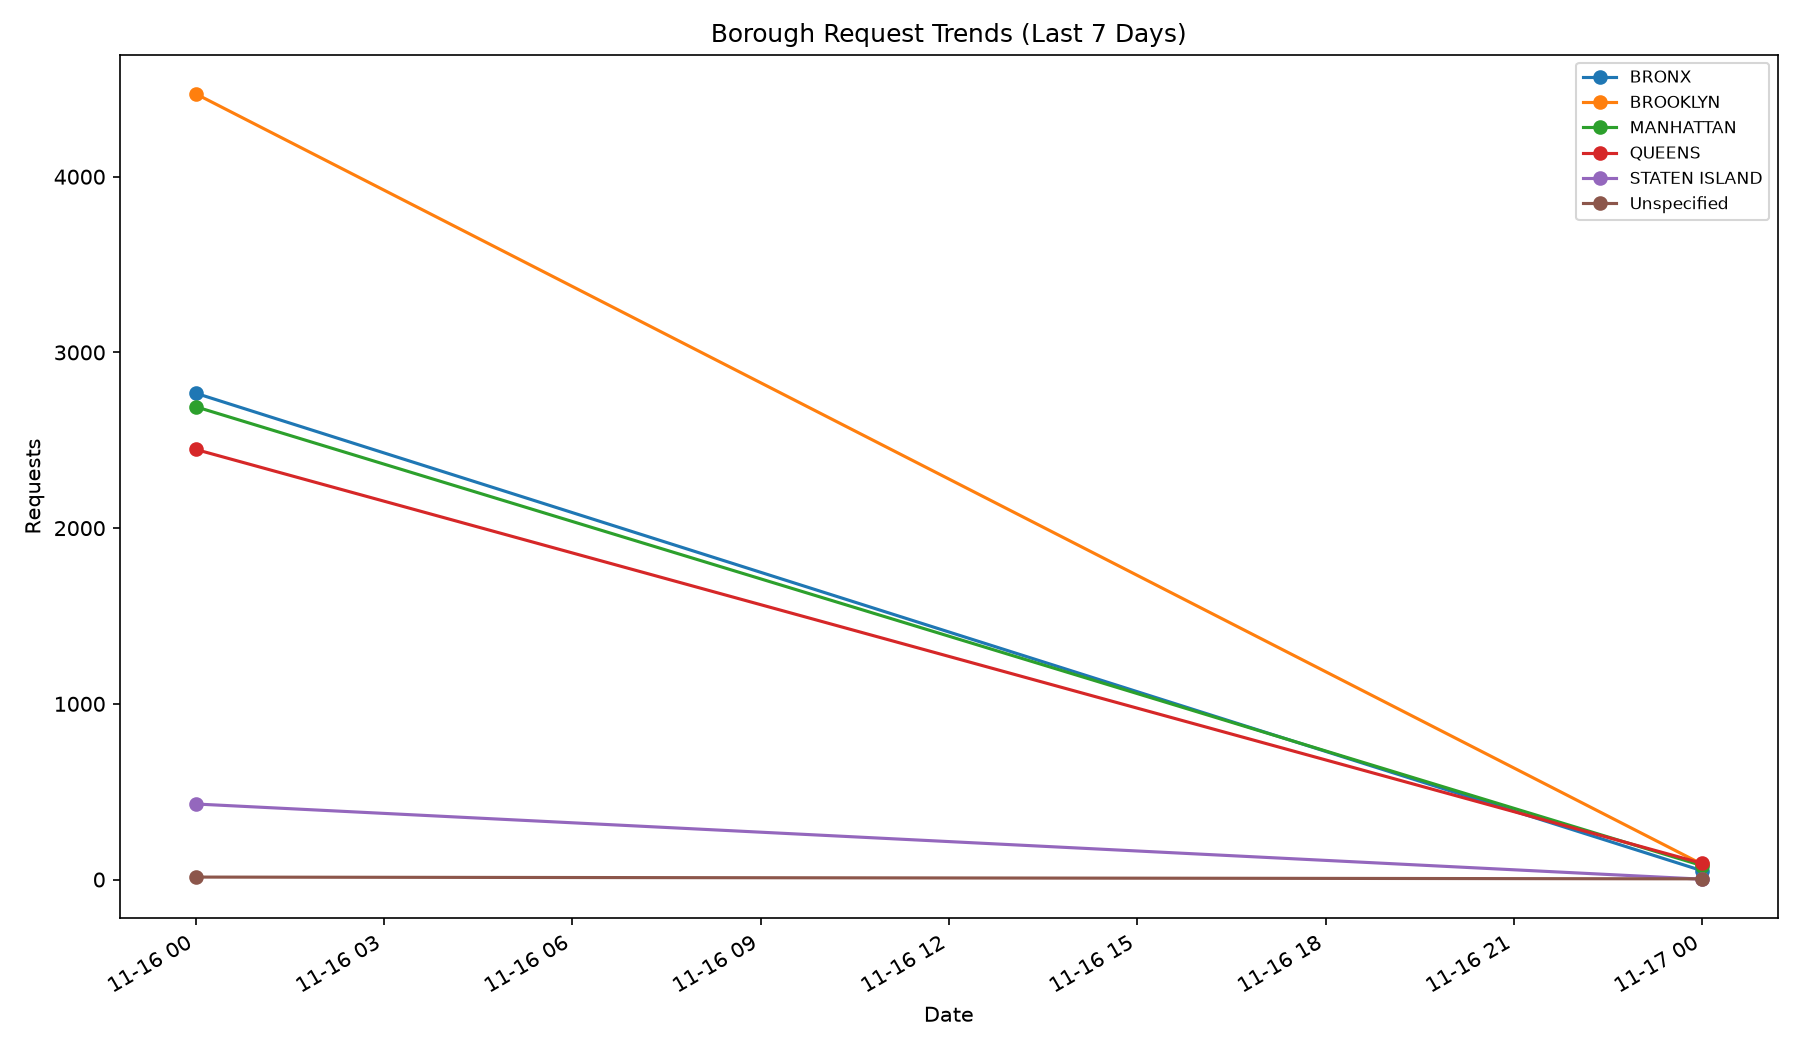 Borough Request Trends (Last 7 Days)
BRONX
BROOKLYN
MANHATTAN
QUEENS
STATEN ISLAND
Unspecified
4000
3000
2000
1000
0
Requests
11-16 00
11-16 03
11-16 06
11-16 09
11-16 12
11-16 15
11-16 18
11-16 21
11-17 00
Date